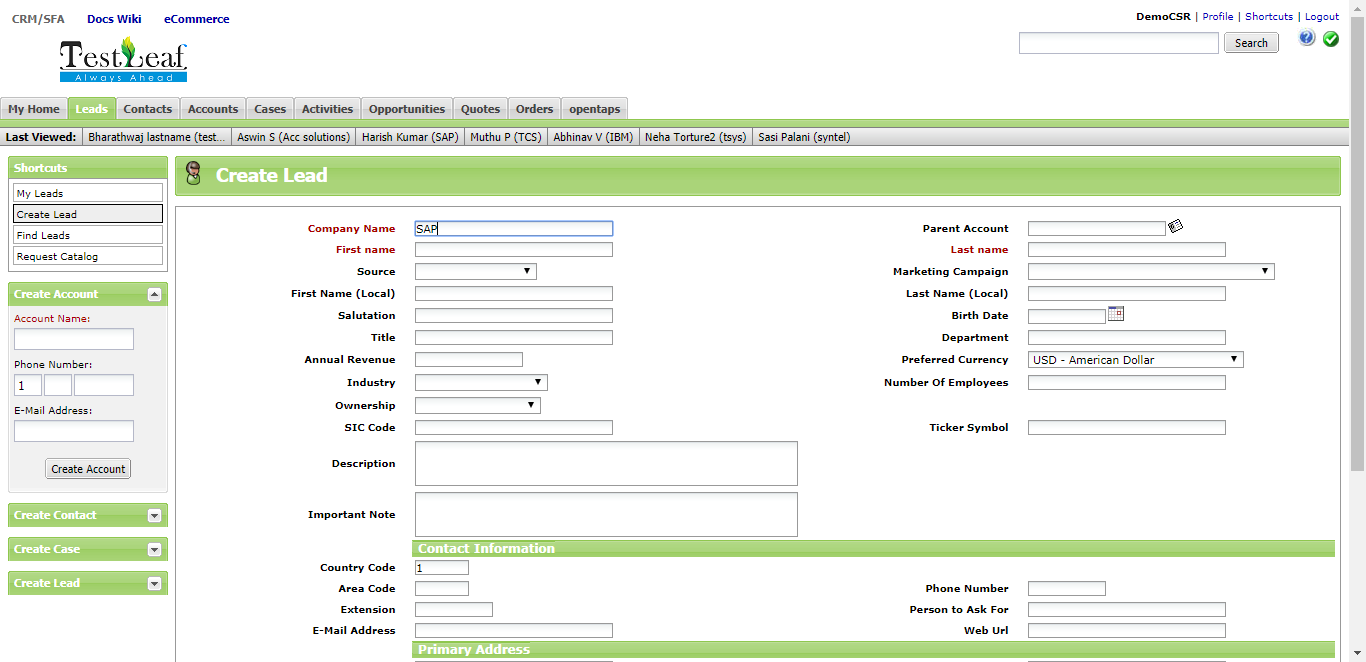 CRM/SFA Docs Wiki eCommerce
DemoCSR | Profile | Shortcuts | Logout
TestLeaf
Always Ahead
Search
My Home Leads Contacts Accounts Cases Activities Opportunities Quotes Orders opentaps
Last Viewed: Bharathwaj lastname (test... Aswin S (Acc solutions) Harish Kumar (SAP) Muthu P (TCS) Abhinav V (IBM) Neha Torture2 (tsys) Sasi Palani (syntel)
Shortcuts
My Leads
Create Lead
Find Leads
Request Catalog
Create Account
Account Name:
Phone Number:
1
E-Mail Address:
Create Account
Create Contact
Create Case
Create Lead
Create Lead
Company Name SAP Parent Account
First name Last name
Source Marketing Campaign
First Name (Local) Last Name (Local)
Salutation Birth Date
Title Department
Annual Revenue Preferred Currency USD - American Dollar
Industry Number Of Employees
Ownership
SIC Code Ticker Symbol
Description
Important Note
Contact Information
Country Code 1
Area Code Phone Number
Extension Person to Ask For
E-Mail Address Web Url
Primary Address